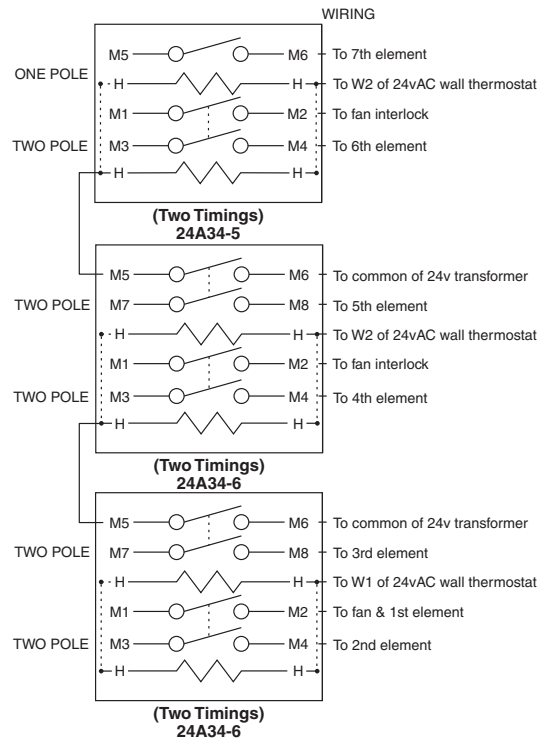 WIRING
M5 M6 To 7th element
ONE POLE
H H To W2 of 24vAC wall thermostat
M1 M2 To fan interlock
TWO POLE M3 M4 To 6th element
H H
(Two Timings)
24A34-5
M5 M6 To common of 24v transformer
TWO POLE M7 M8 To 5th element
H H To W2 of 24vAC wall thermostat
M1 M2 To fan interlock
TWO POLE M3 M4 To 4th element
H H
(Two Timings)
24A34-6
M5 M6 To common of 24v transformer
TWO POLE M7 M8 To 3rd element
H H To W1 of 24vAC wall thermostat
M1 M2 To fan & 1st element
TWO POLE M3 M4 To 2nd element
H H
(Two Timings)
24A34-6